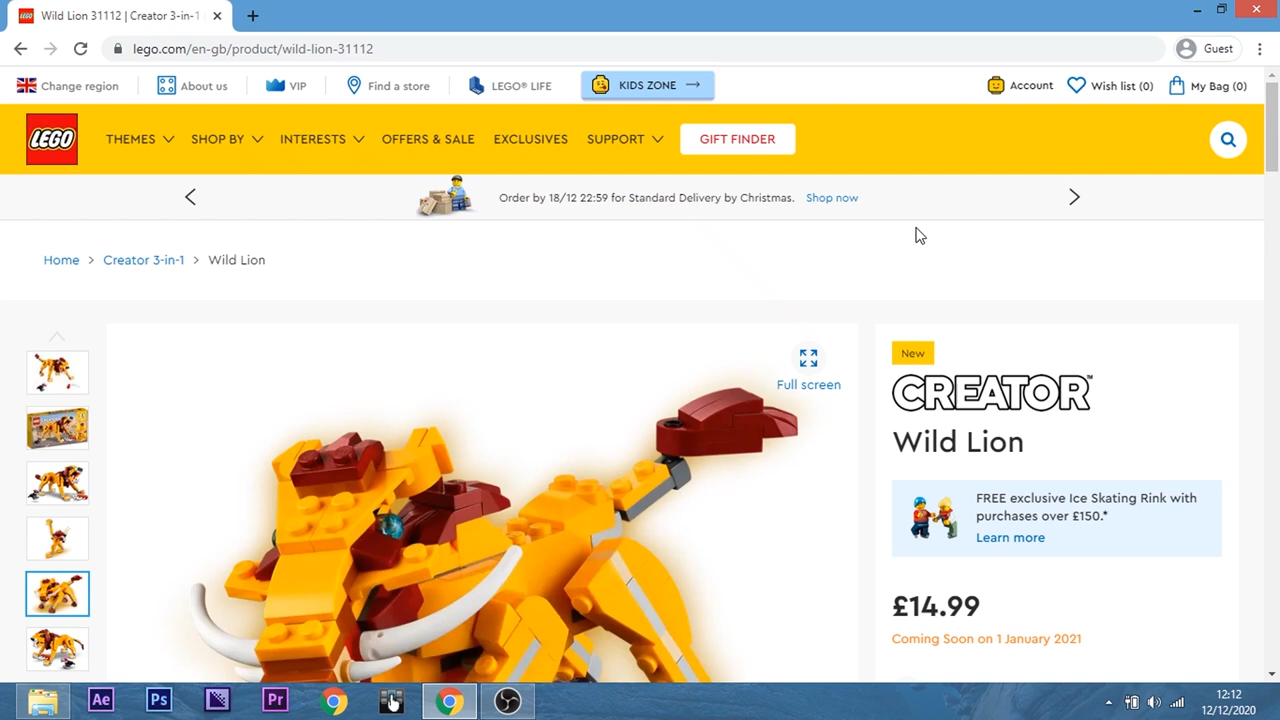 Wild Lion 31112 | Creator 3-in-1
lego.com/en-gb/product/wild-lion-31112
Guest
Change region
About us
VIP
Find a store
LEGO® LIFE
KIDS ZONE
Account
Wish list (0)
My Bag (0)
LEGO
THEMES
SHOP BY
INTERESTS
OFFERS & SALE
EXCLUSIVES
SUPPORT
GIFT FINDER
Order by 18/12 22:59 for Standard Delivery by Christmas. Shop now
Home > Creator 3-in-1 > Wild Lion
Full screen
New
CREATOR™
Wild Lion
FREE exclusive Ice Skating Rink with
purchases over £150.*
Learn more
£14.99
Coming Soon on 1 January 2021
Ae
Ps
Pr
12:12
12/12/2020